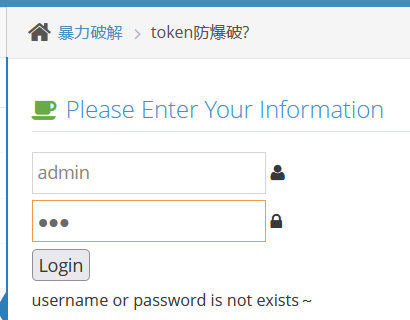 暴力破解 > token防爆破?
Please Enter Your Information
admin
●●●
Login
username or password is not exists～